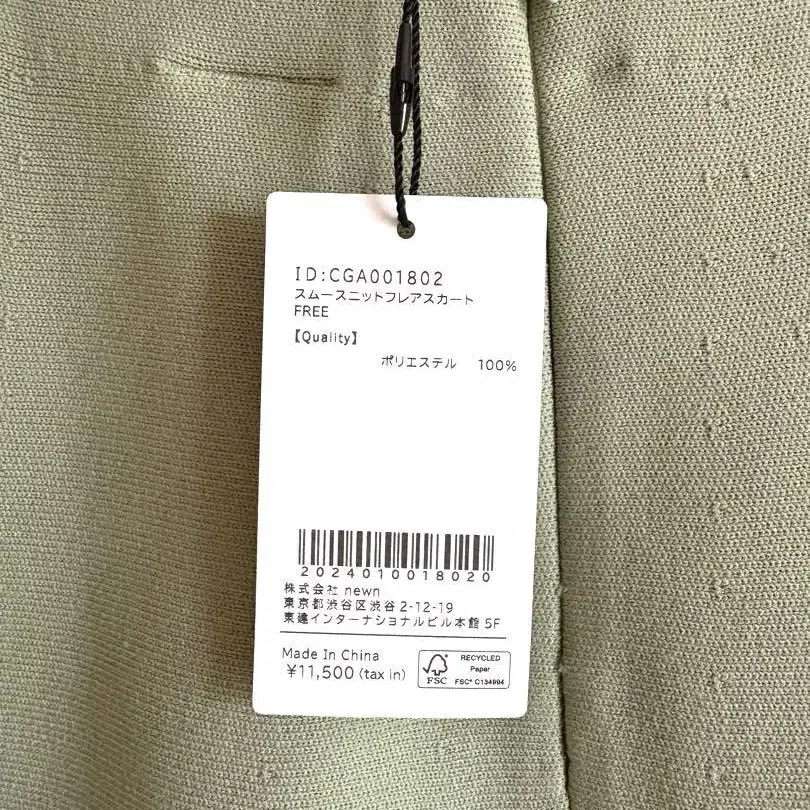 ID:CGA001802
スムースニットフレアスカート
FREE
【Quality】
ポリエステル 100%
2024010018020
株式会社 newn
東京都渋谷区渋谷 2-12-19
東建インターナショナルビル本館 5F
Made In China
¥11,500 (tax in)
FSC
RECYCLED
Paper
FSC® C134994